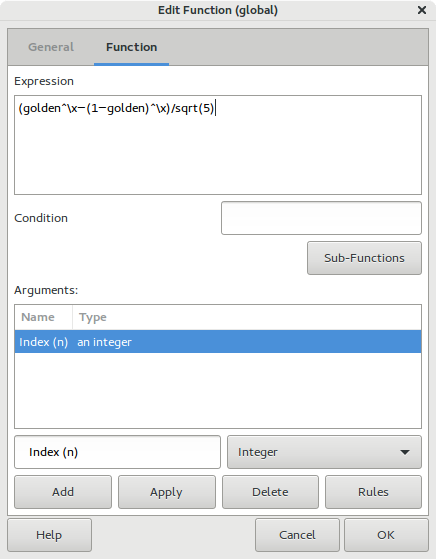 Edit Function (global)
General Function
Expression
(golden^\x−(1−golden)^\x)/sqrt(5)
Condition
Sub-Functions
Arguments:
Name Type
Index (n) an integer
Index (n) Integer
Add Apply Delete Rules
Help Cancel OK